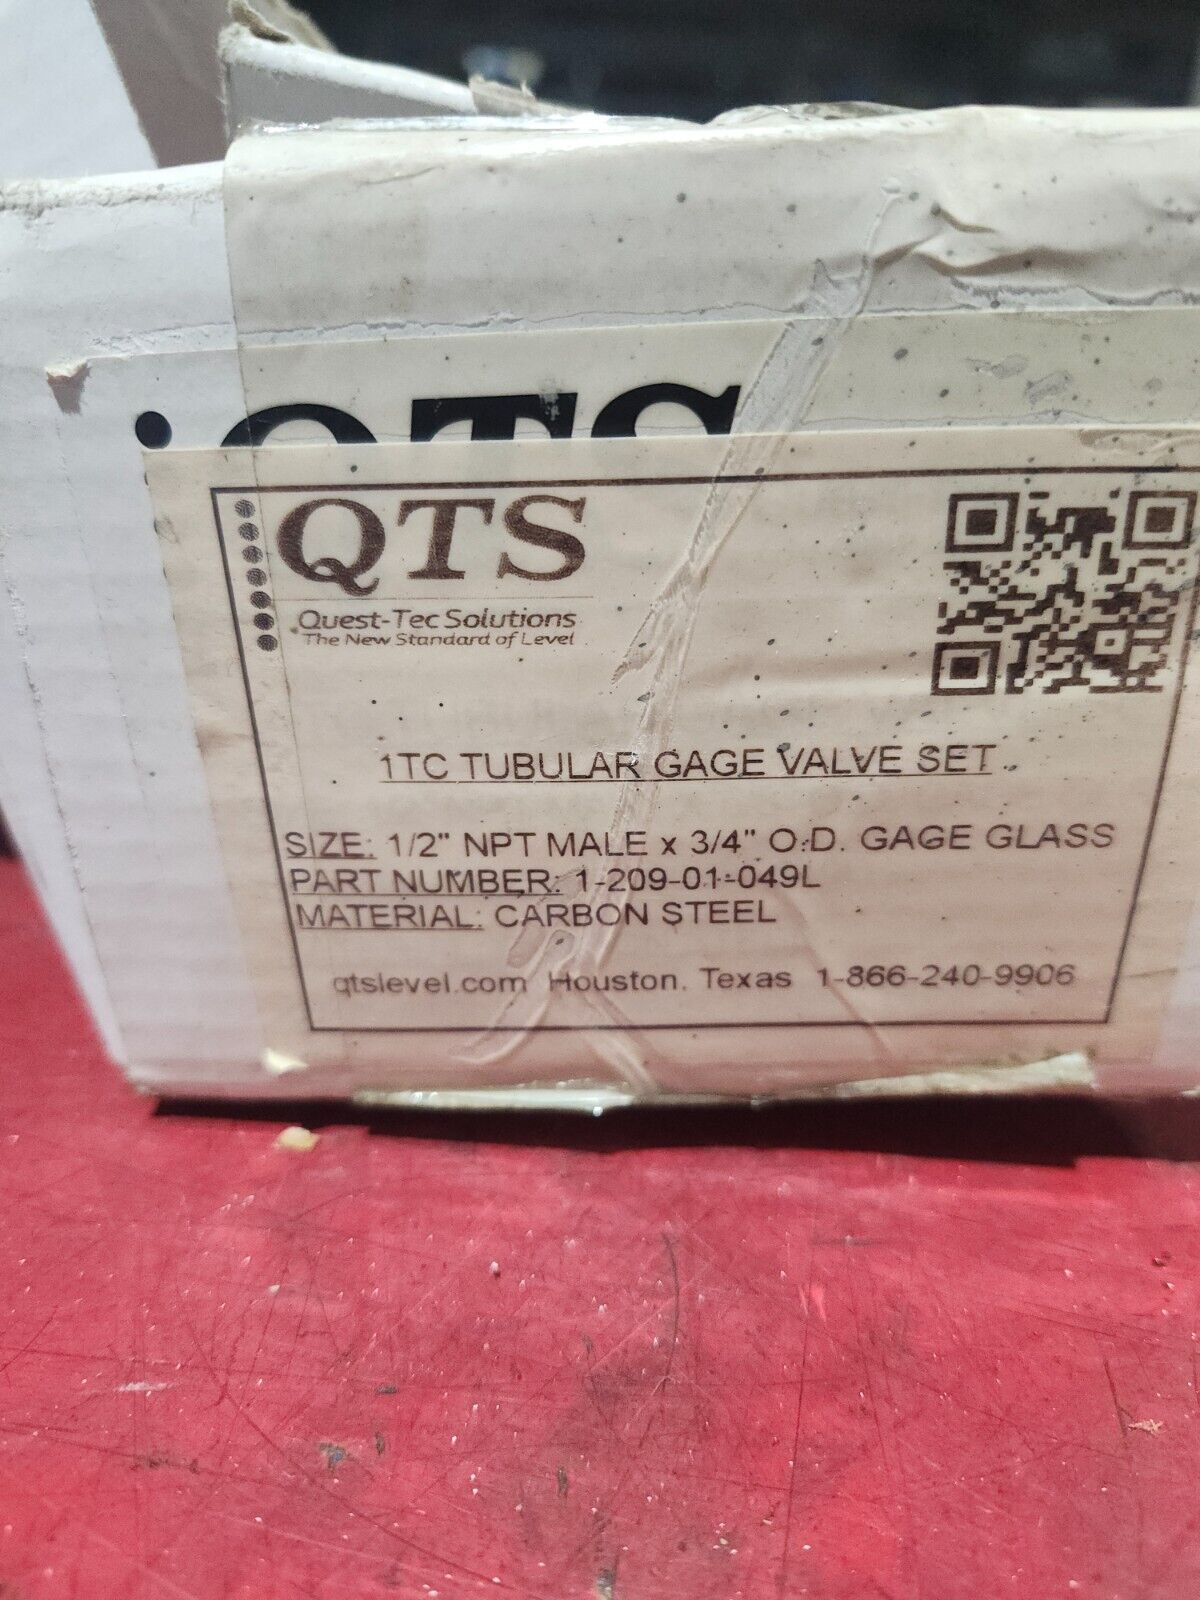 QTS
QTS
Quest-Tec Solutions
The New Standard of Level
1TC TUBULAR GAGE VALVE SET
SIZE: 1/2" NPT MALE x 3/4" O.D. GAGE GLASS
PART NUMBER: 1-209-01-049L
MATERIAL: CARBON STEEL
qtslevel.com Houston, Texas 1-866-240-9906